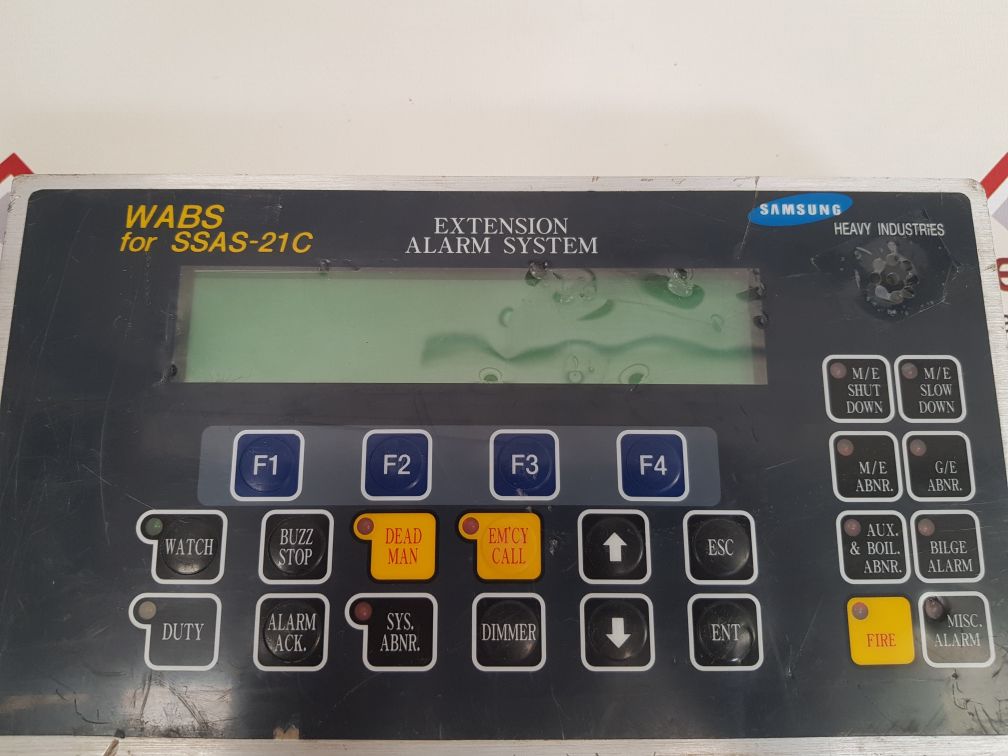 WABS
for SSAS-21C
EXTENSION
ALARM SYSTEM
SAMSUNG
HEAVY INDUSTRIES
M/E
SHUT
DOWN
M/E
SLOW
DOWN
F1
F2
F3
F4
M/E
ABNR.
G/E
ABNR.
WATCH
BUZZ
STOP
DEAD
MAN
EM'CY
CALL
ESC
AUX.
& BOIL.
ABNR.
BILGE
ALARM
DUTY
ALARM
ACK.
SYS.
ABNR.
DIMMER
ENT
FIRE
MISC.
ALARM